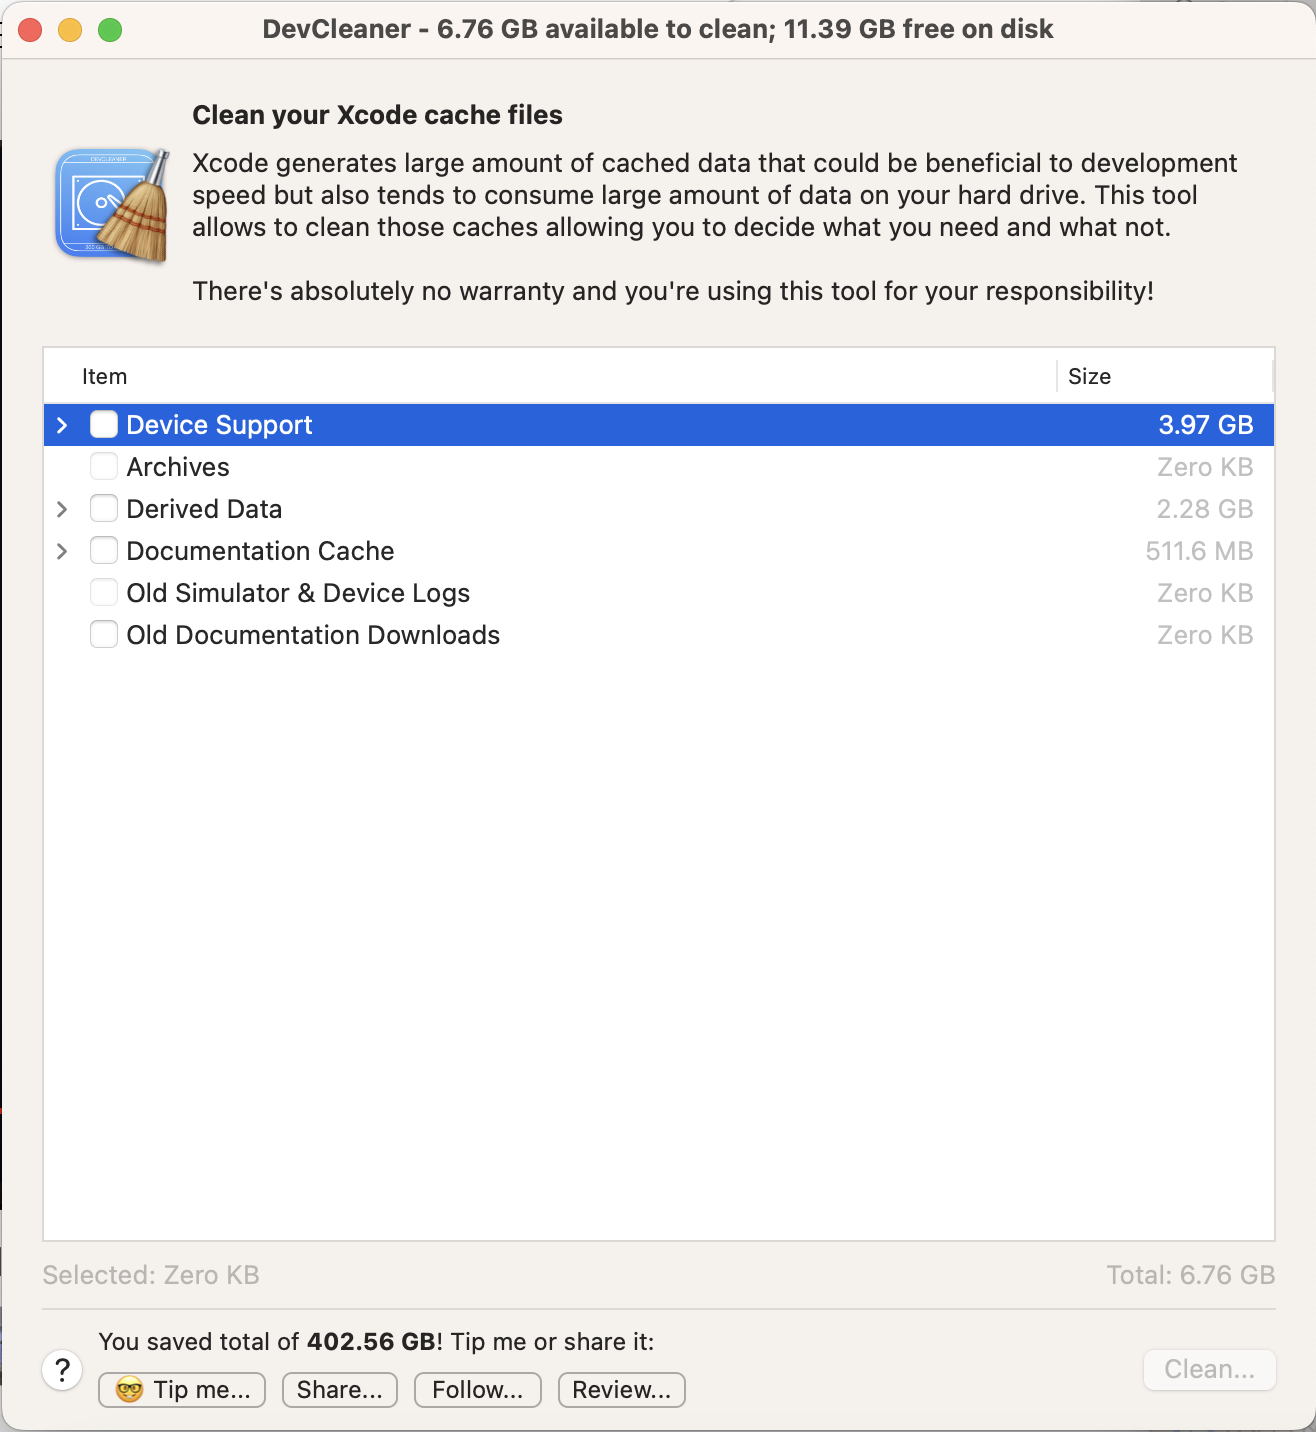 DevCleaner - 6.76 GB available to clean; 11.39 GB free on disk
Clean your Xcode cache files
Xcode generates large amount of cached data that could be beneficial to development
speed but also tends to consume large amount of data on your hard drive. This tool
allows to clean those caches allowing you to decide what you need and what not.
There's absolutely no warranty and you're using this tool for your responsibility!
DEVCLEANER
Item Size
Device Support 3.97 GB
Archives Zero KB
Derived Data 2.28 GB
Documentation Cache 511.6 MB
Old Simulator & Device Logs Zero KB
Old Documentation Downloads Zero KB
Selected: Zero KB Total: 6.76 GB
You saved total of 402.56 GB! Tip me or share it:
? 🤓 Tip me... Share... Follow... Review... Clean...